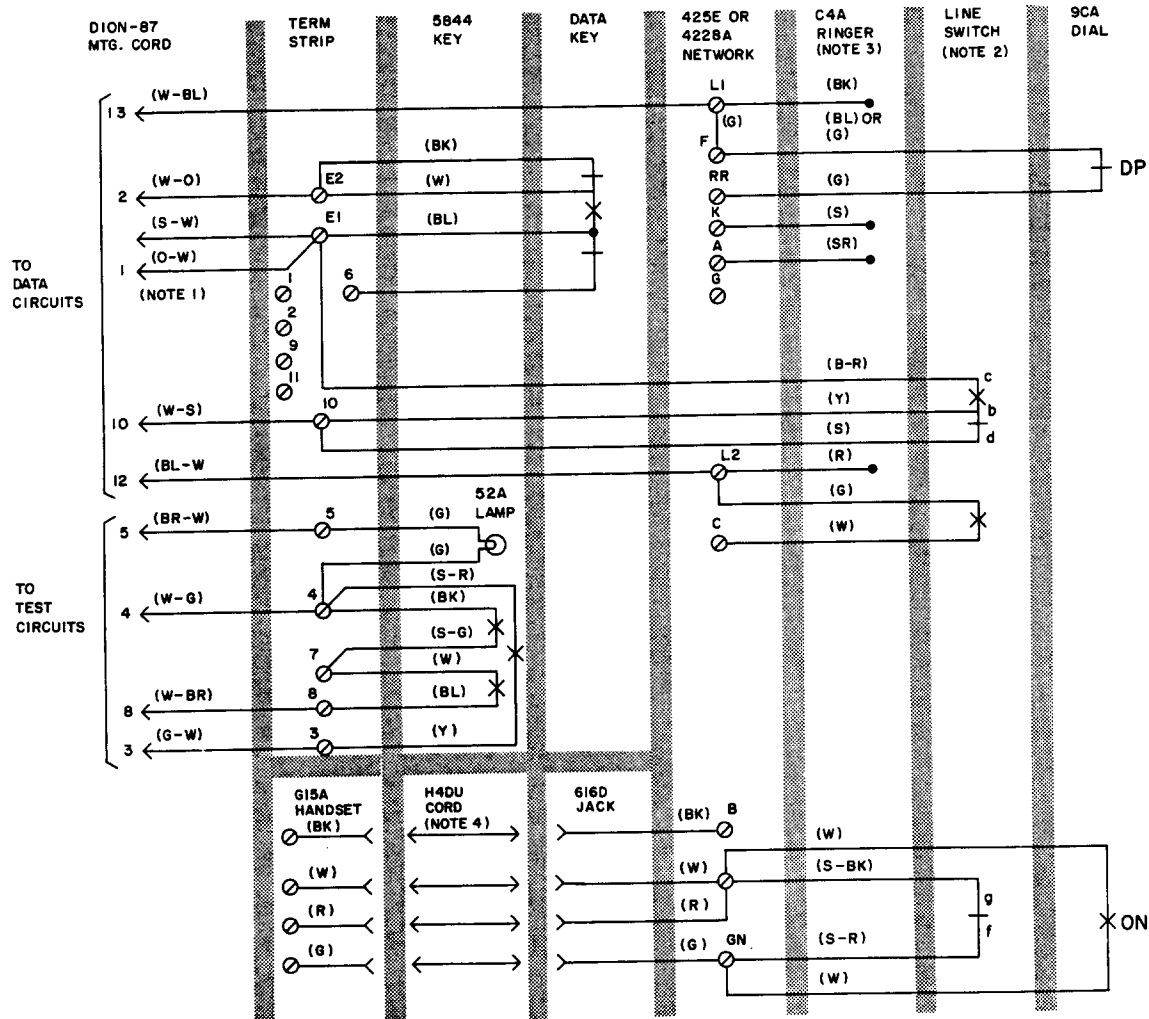 DION-87
MTG. CORD
TERM
STRIP
5844
KEY
DATA
KEY
425E OR
4228A
NETWORK
C4A
RINGER
(NOTE 3)
LINE
SWITCH
(NOTE 2)
9CA
DIAL
L1
(BK)
13
(W-BL)
(G)
(BL) OR
(G)
F
(BK)
DP
RR
2
(W-O)
E2
(W)
(G)
K
(S)
(S-W)
E1
(BL)
A
(SR)
1
(O-W)
G
(NOTE 1)
TO
DATA
CIRCUITS
1
6
2
9
11
(B-R)
c
10
(W-S)
10
(Y)
b
(S)
d
12
(BL-W
L2
(R)
52A
LAMP
(G)
5
(BR-W)
5
(G)
C
(W)
(G)
(S-R)
TO
TEST
CIRCUITS
4
(W-G)
4
(BK)
(S-G)
7
(W)
8
(W-BR)
8
(BL)
3
(G-W)
3
(Y)
G15A
HANDSET
H4DU
CORD
(NOTE 4)
616D
JACK
(BK)
(BK)
B
(W)
(W)
(W)
(S-BK)
g
(R)
(R)
f
ON
(G)
(G)
GN
(S-R)
(W)